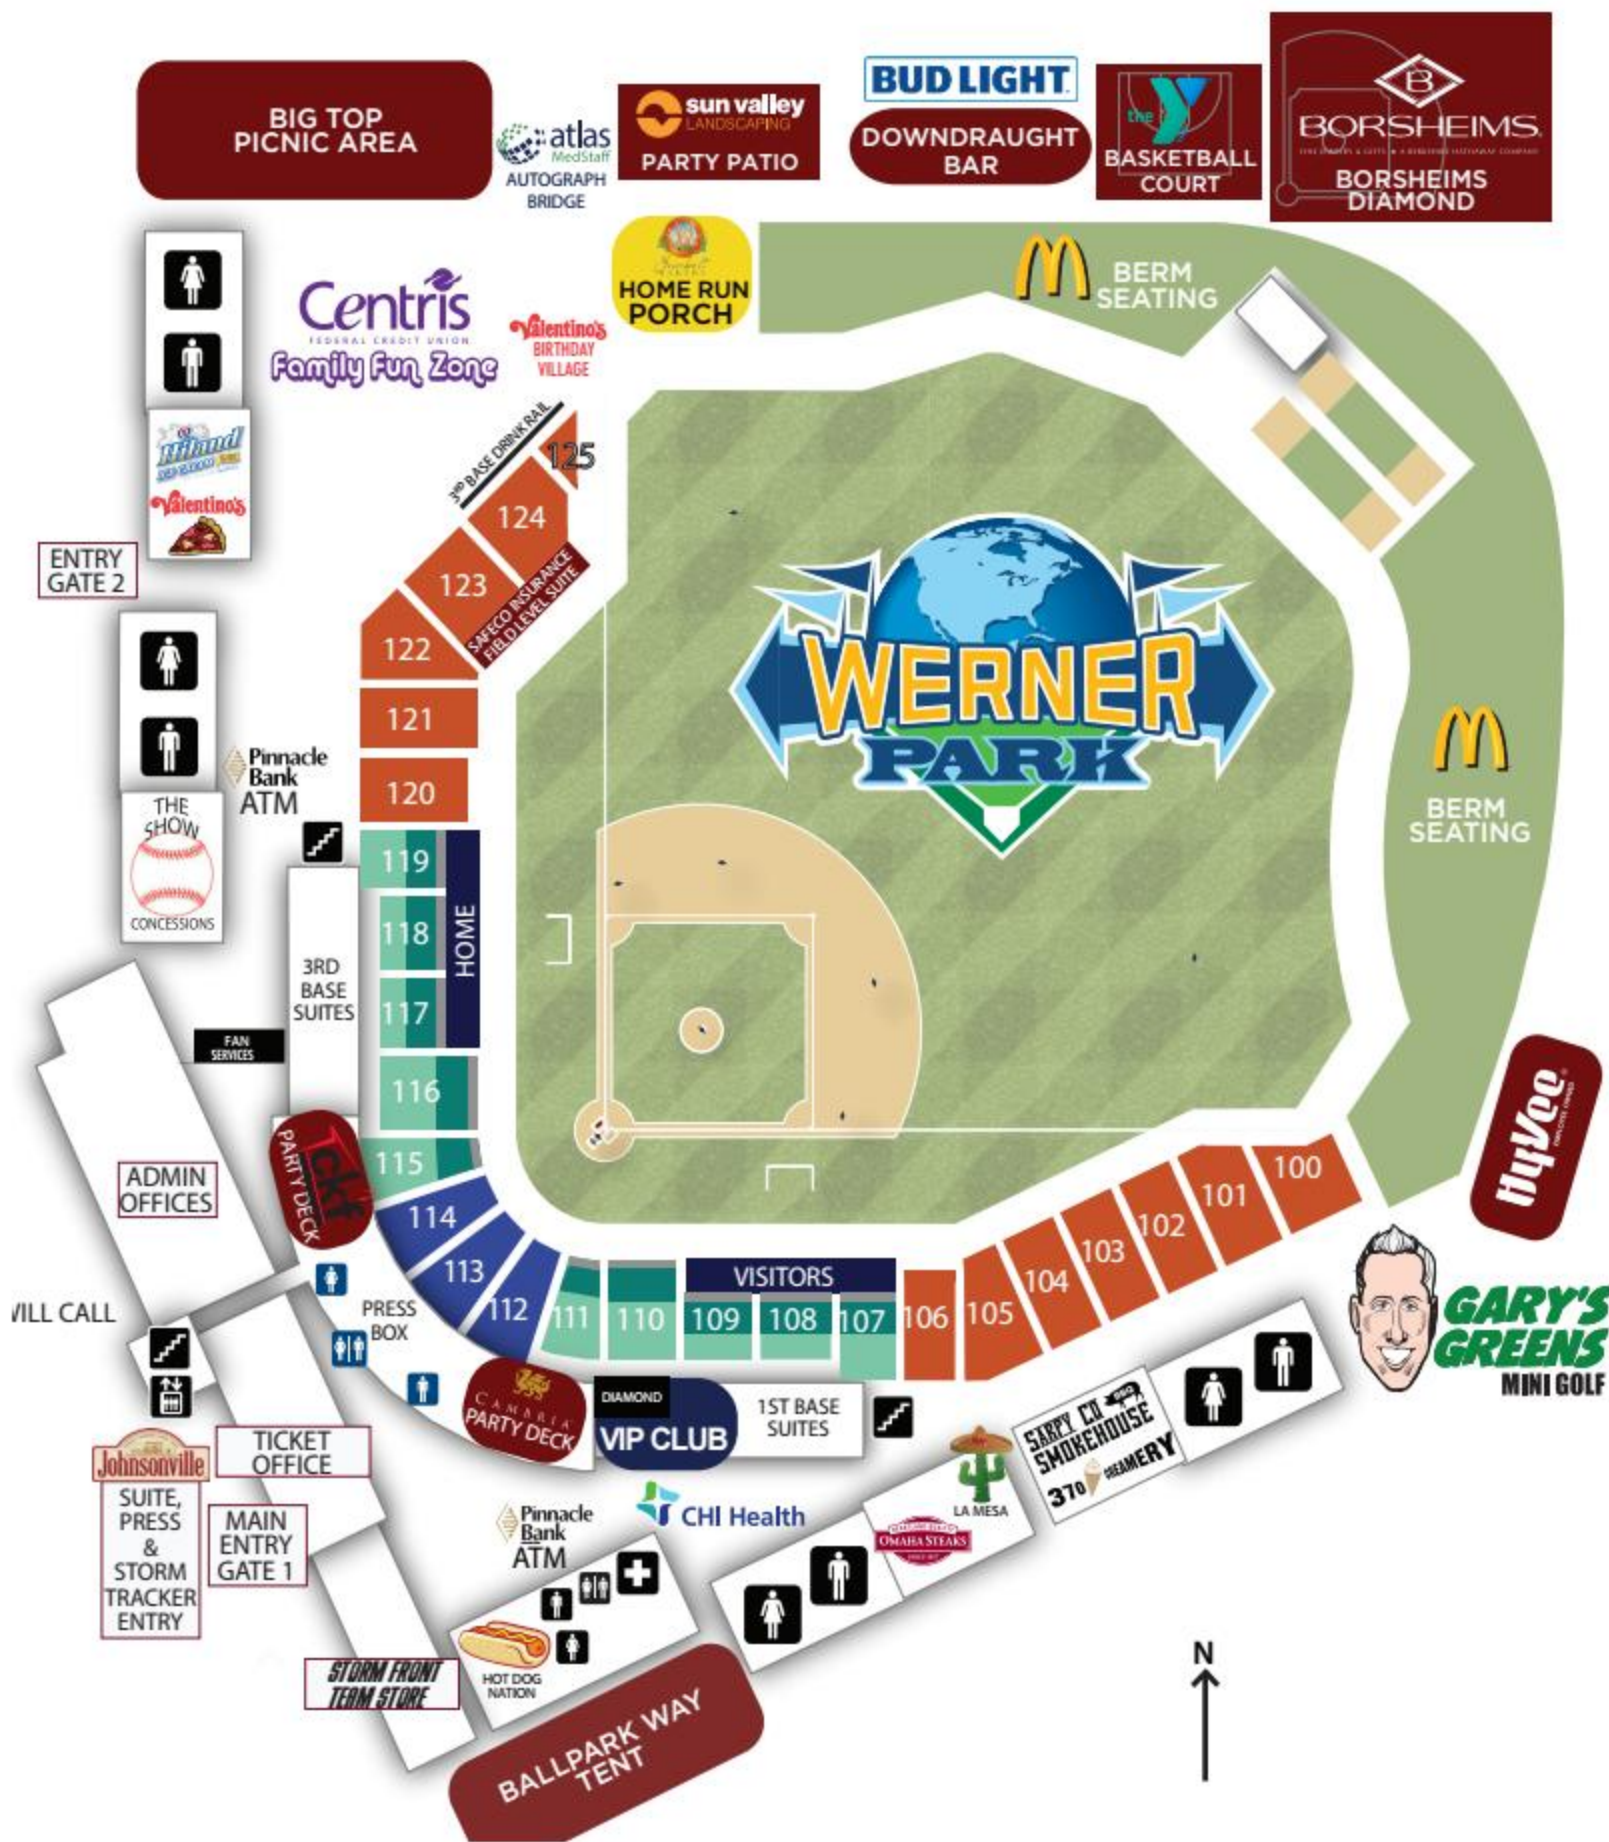 BIG TOP
PICNIC AREA
atlas
MedStaff
AUTOGRAPH
BRIDGE
sun valley
LANDSCAPING
PARTY PATIO
BUD LIGHT
DOWNDRAUGHT
BAR
the Y
BASKETBALL
COURT
B
BORSHEIMS
BORSHEIMS
DIAMOND
HOME RUN
PORCH
BERM
SEATING
Centris
FEDERAL CREDIT UNION
Family Fun Zone
Valentino's
BIRTHDAY
VILLAGE
Hiland
Valentino's
ENTRY
GATE 2
3RD BASE DRINK RAIL
125
124
123
SAFECO INSURANCE
FIELD LEVEL SUITE
122
121
120
WERNER
PARK
BERM
SEATING
Pinnacle
Bank
ATM
THE
SHOW
CONCESSIONS
119
118
117
HOME
116
115
3RD
BASE
SUITES
FAN
SERVICES
ckf
PARTY DECK
ADMIN
OFFICES
114
113
112
111
110
VISITORS
109
108
107
106
105
104
103
102
101
100
HyVee
EMPLOYEE OWNED
VILL CALL
PRESS
BOX
CAMBRIA
PARTY DECK
DIAMOND
VIP CLUB
1ST BASE
SUITES
GARY'S
GREENS
MINI GOLF
SARPY CO BBQ
SMOKEHOUSE
370 CREAMERY
LA MESA
OMAHA STEAKS
Johnsonville
SUITE,
PRESS
&
STORM
TRACKER
ENTRY
TICKET
OFFICE
MAIN
ENTRY
GATE 1
Pinnacle
Bank
ATM
CHI Health
HOT DOG
NATION
STORM FRONT
TEAM STORE
BALLPARK WAY
TENT
N